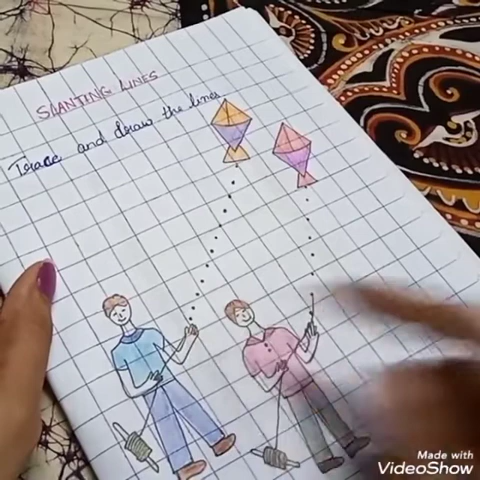 SLANTING LINES
Trace and draw the lines
Made with
VideoShow